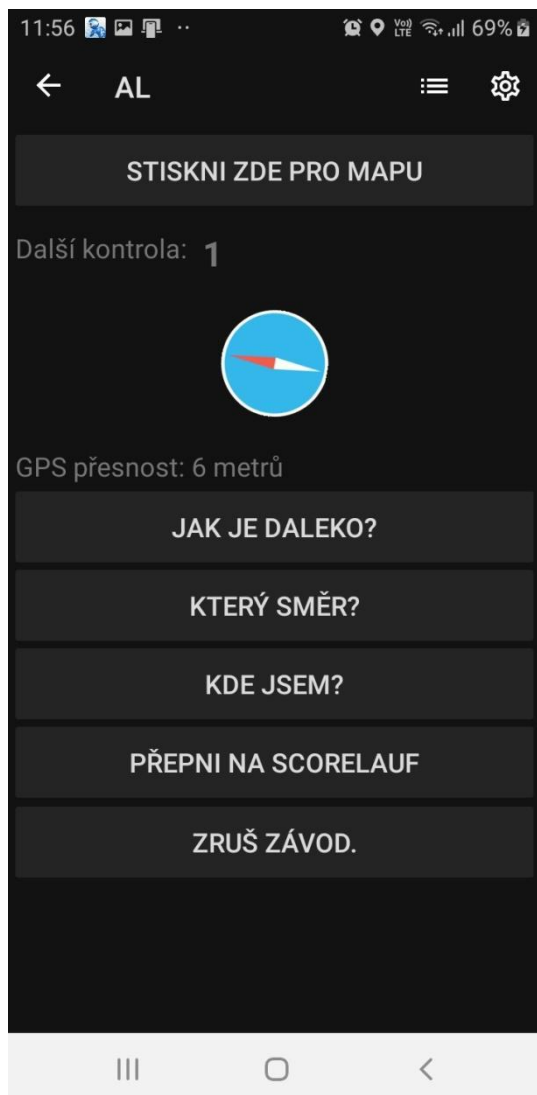 11:56 69%
VoLTE
AL
STISKNI ZDE PRO MAPU
Další kontrola: 1
GPS přesnost: 6 metrů
JAK JE DALEKO?
KTERÝ SMĚR?
KDE JSEM?
PŘEPNI NA SCORELAUF
ZRUŠ ZÁVOD.